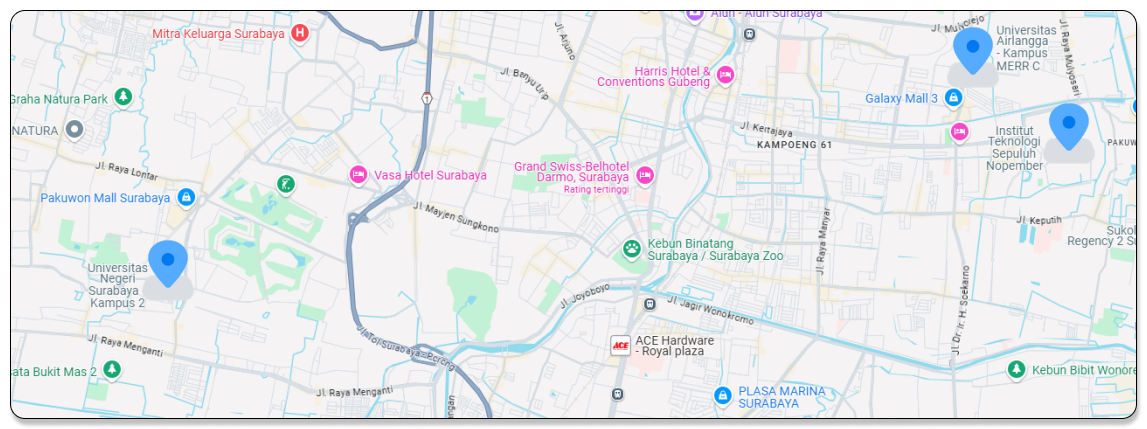 Alun - Alun Surabaya
Jl. Mulyorejo
Mitra Keluarga Surabaya
H
Jl. Arjuno
Universitas
Airlangga
- Kampus
MERR C
Jl. Raya Mulyosari
Harris Hotel &
Conventions Gubeng
Jl. Banyu Urip
Graha Natura Park
1
Galaxy Mall 3
NATURA
Jl. Kertajaya
KAMPOENG 61
Institut
Teknologi
Sepuluh
Nopember
PAKUW
Jl. Raya Lontar
Vasa Hotel Surabaya
Grand Swiss-Belhotel
Darmo, Surabaya
Rating tertinggi
Pakuwon Mall Surabaya
Jl. Mayjen Sungkono
Jl. Raya Manyar
Jl. Keputih
Sukol
Regency 2 S
Kebun Binatang
Surabaya / Surabaya Zoo
Universitas
Negeri
Surabaya
Kampus 2
Jl. Joyoboyo
Jl. Jagir Wonokromo
Jl. Dr. ir. H. Soekarno
Jl. Raya Menganti
Jl. Tol Surabaya - Porong
ACE
ACE Hardware
- Royal plaza
ata Bukit Mas 2
Kebun Bibit Wonore
Jl. Raya Menganti
PLASA MARINA
SURABAYA
ngan